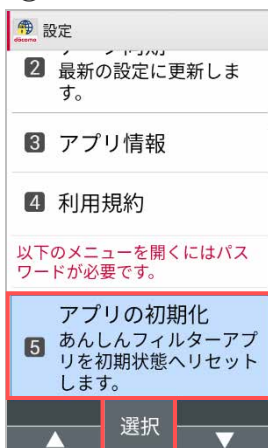 docomo
設定
2
最新の設定に更新しま
す。
3 アプリ情報
4 利用規約
以下のメニューを開くにはパス
ワードが必要です。
アプリの初期化
5 あんしんフィルターアプ
リを初期状態へリセット
します。
▲ 選択 ▼